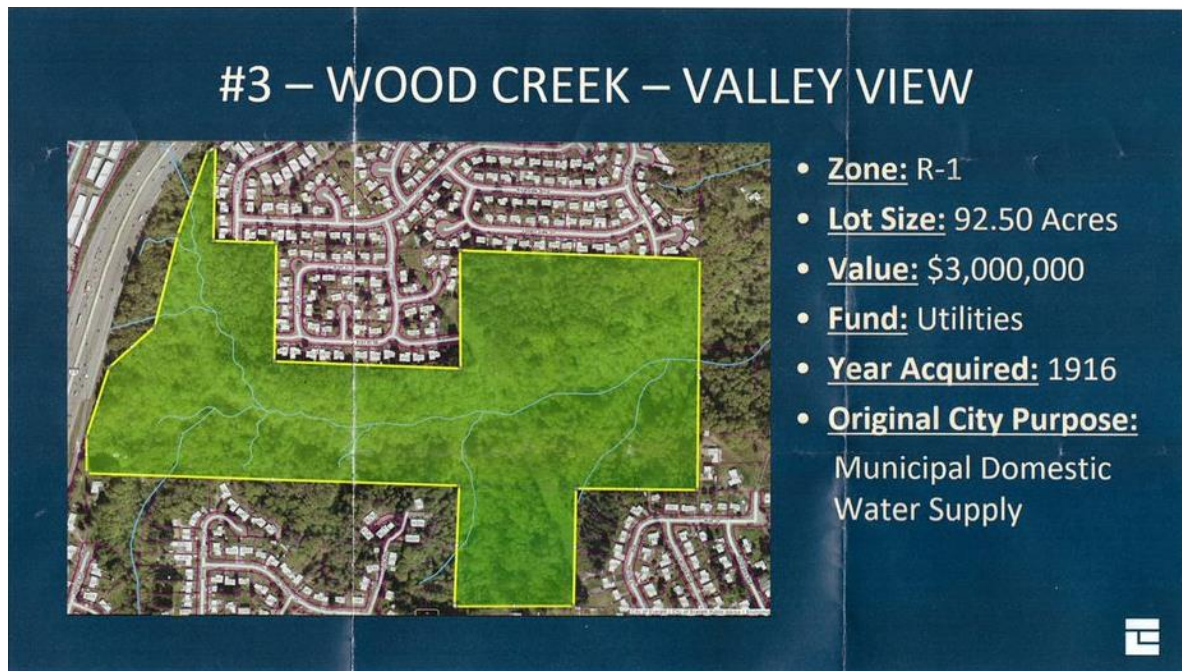 #3 – WOOD CREEK – VALLEY VIEW
• Zone: R-1
• Lot Size: 92.50 Acres
• Value: $3,000,000
• Fund: Utilities
• Year Acquired: 1916
• Original City Purpose:
Municipal Domestic
Water Supply